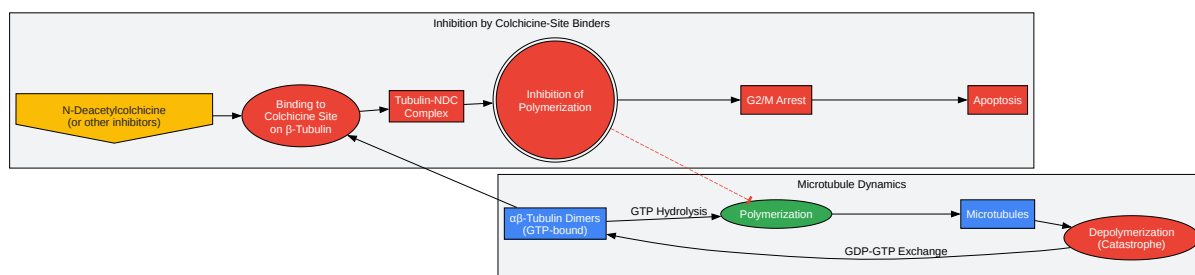 Inhibition by Colchicine-Site Binders
N-Deacetylcolchicine
(or other inhibitors)
Binding to
Colchicine Site
on β-Tubulin
Tubulin-NDC
Complex
Inhibition of
Polymerization
G2/M Arrest
Apoptosis
Microtubule Dynamics
αβ-Tubulin Dimers
(GTP-bound)
GTP Hydrolysis
Polymerization
Microtubules
Depolymerization
(Catastrophe)
GDP-GTP Exchange